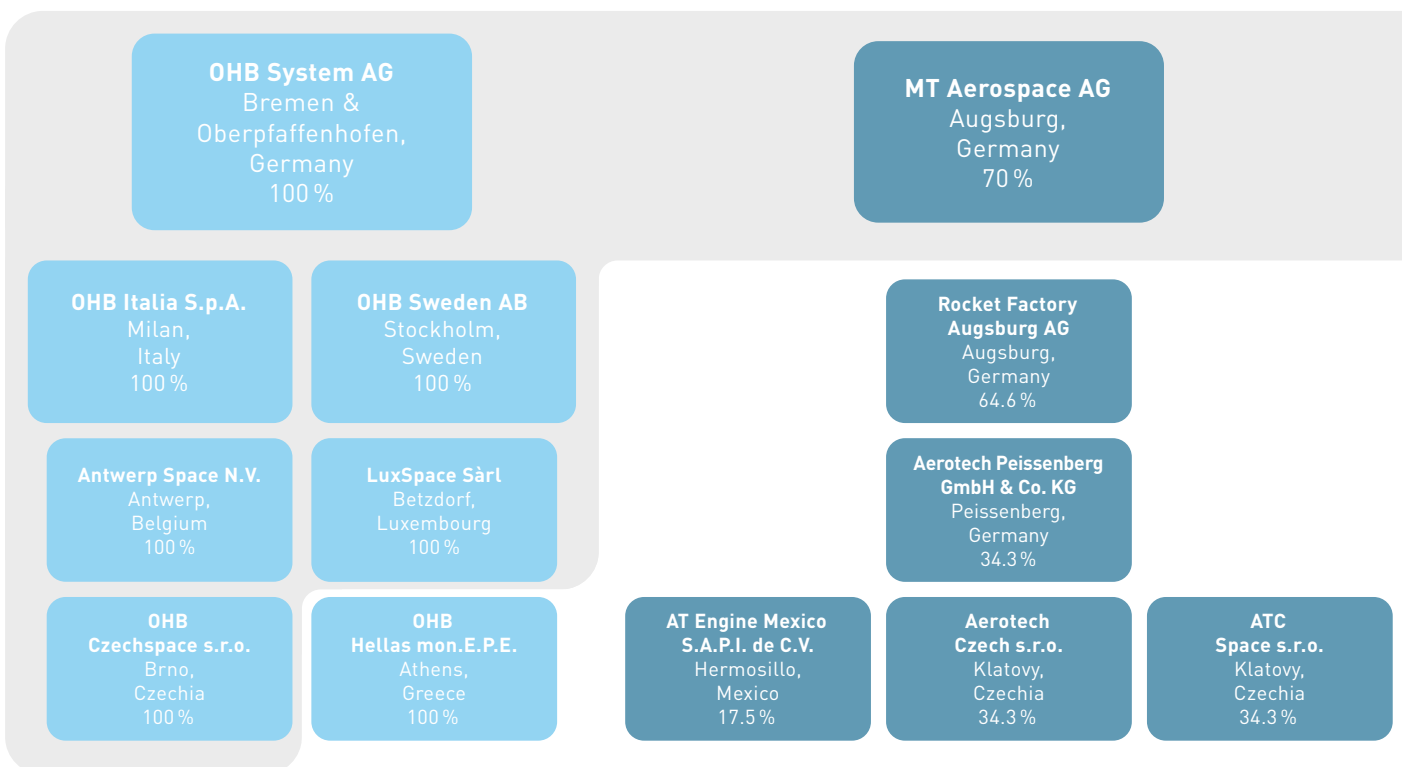 OHB System AG
Bremen &
Oberpfaffenhofen,
Germany
100 %
MT Aerospace AG
Augsburg,
Germany
70 %
OHB Italia S.p.A.
Milan,
Italy
100 %
OHB Sweden AB
Stockholm,
Sweden
100 %
Rocket Factory
Augsburg AG
Augsburg,
Germany
64.6 %
Antwerp Space N.V.
Antwerp,
Belgium
100 %
LuxSpace Sàrl
Betzdorf,
Luxembourg
100 %
Aerotech Peissenberg
GmbH & Co. KG
Peissenberg,
Germany
34.3 %
OHB
Czechspace s.r.o.
Brno,
Czechia
100 %
OHB
Hellas mon.E.P.E.
Athens,
Greece
100 %
AT Engine Mexico
S.A.P.I. de C.V.
Hermosillo,
Mexico
17.5 %
Aerotech
Czech s.r.o.
Klatovy,
Czechia
34.3 %
ATC
Space s.r.o.
Klatovy,
Czechia
34.3 %